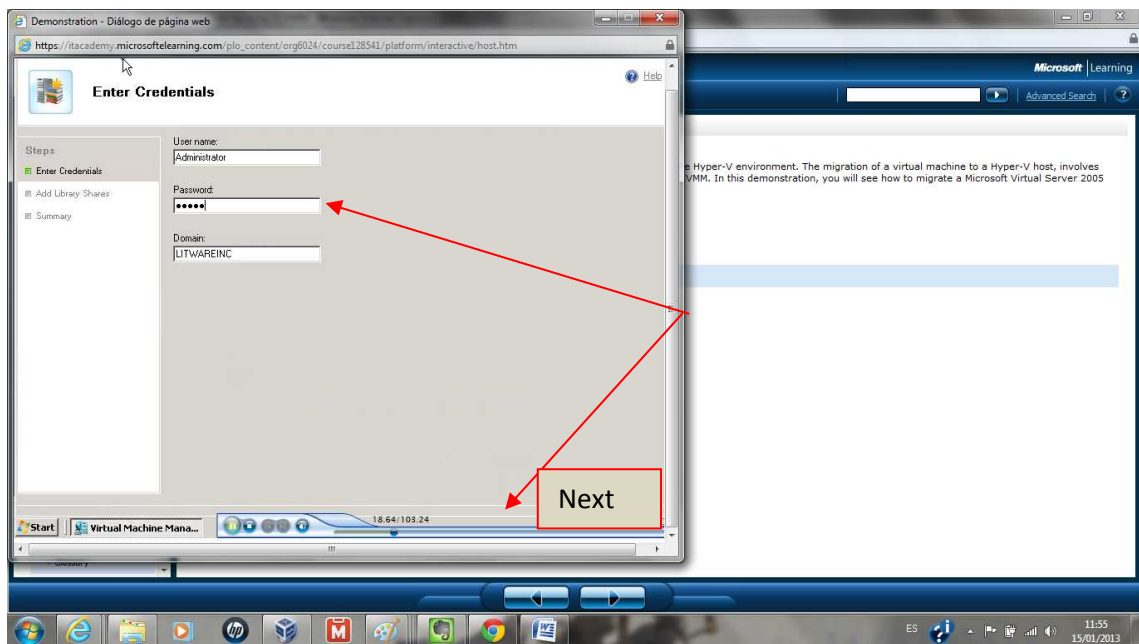 Demonstration - Diálogo de página web
https://itacademy.microsoftelearning.com/plo_content/org6024/course128541/platform/interactive/host.htm
Microsoft | Learning
Advanced Search
Help
Enter Credentials
Steps
Enter Credentials
Add Library Shares
Summary
User name:
Administrator
Password:
•••••
Domain:
LITWAREINC
e Hyper-V environment. The migration of a virtual machine to a Hyper-V host, involves
VMM. In this demonstration, you will see how to migrate a Microsoft Virtual Server 2005
Next
Start
Virtual Machine Mana...
18.64/103.24
Glossary
ES
11:55
15/01/2013